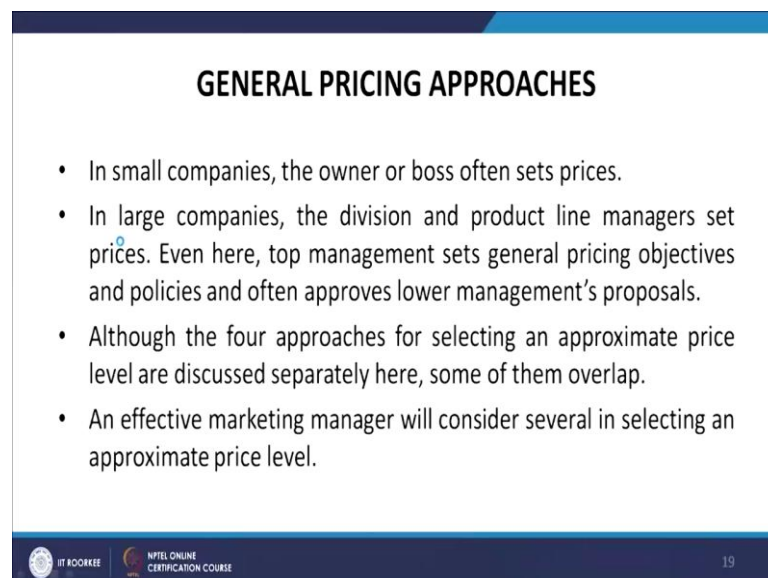 GENERAL PRICING APPROACHES
• In small companies, the owner or boss often sets prices.
• In large companies, the division and product line managers set
prices. Even here, top management sets general pricing objectives
and policies and often approves lower management's proposals.
• Although the four approaches for selecting an approximate price
level are discussed separately here, some of them overlap.
• An effective marketing manager will consider several in selecting an
approximate price level.
IIT ROORKEE
NPTEL ONLINE
CERTIFICATION COURSE
19